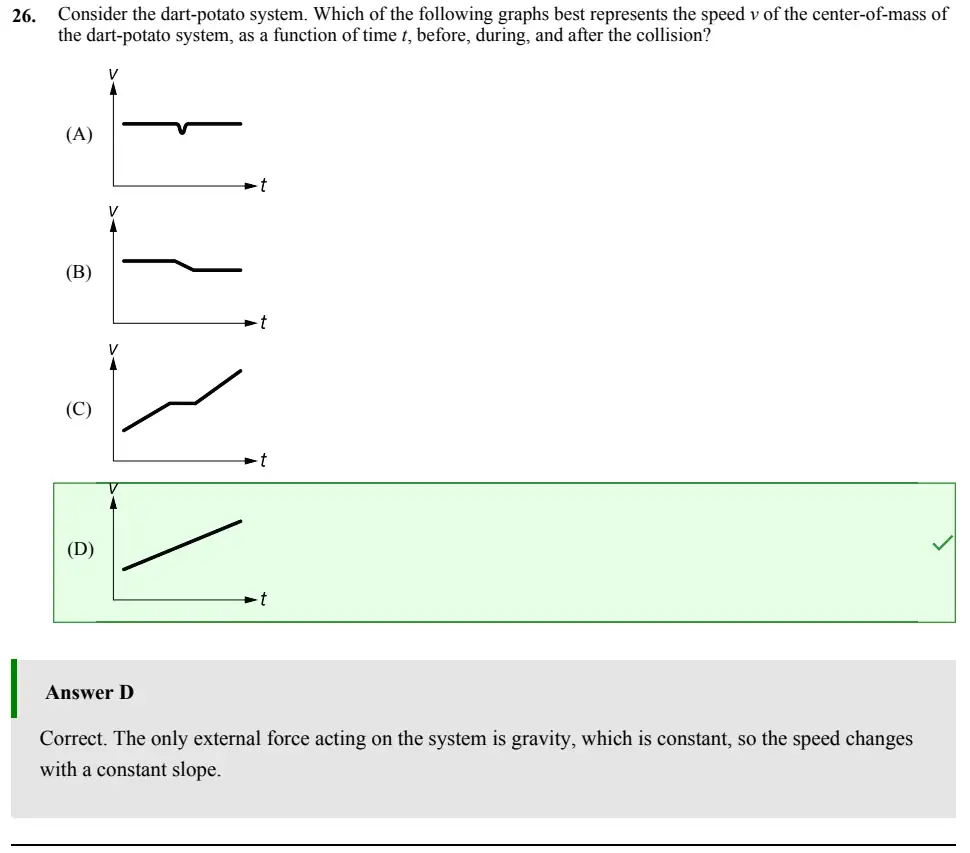 26. Consider the dart-potato system. Which of the following graphs best represents the speed v of the center-of-mass of
the dart-potato system, as a function of time t, before, during, and after the collision?
v
(A)
t
v
(B)
t
v
(C)
t
v
(D)
t
Answer D
Correct. The only external force acting on the system is gravity, which is constant, so the speed changes
with a constant slope.